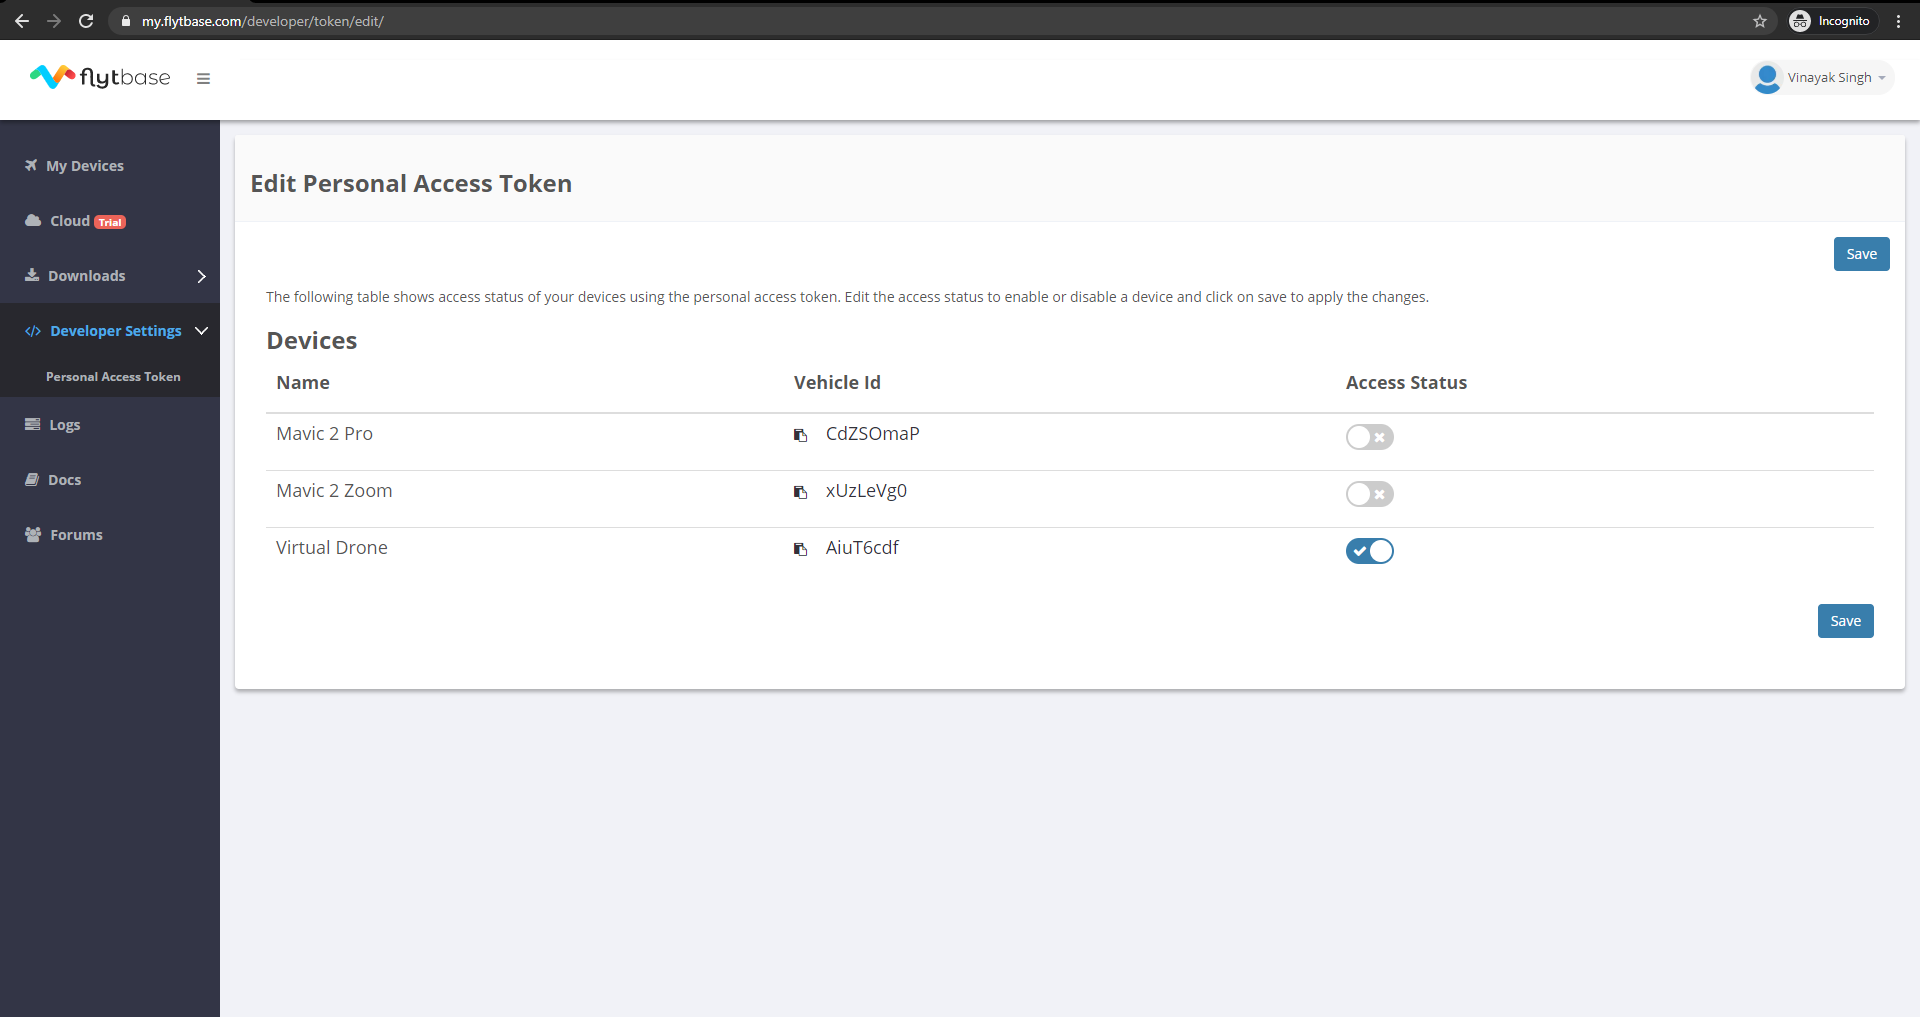 my.flytbase.com/developer/token/edit/
Incognito
flytbase
Vinayak Singh
My Devices
Cloud Trial
Downloads
Developer Settings
Personal Access Token
Logs
Docs
Forums
Edit Personal Access Token
Save
The following table shows access status of your devices using the personal access token. Edit the access status to enable or disable a device and click on save to apply the changes.
Devices
Name Vehicle Id Access Status
Mavic 2 Pro CdZSOmaP
Mavic 2 Zoom xUzLeVg0
Virtual Drone AiuT6cdf
Save